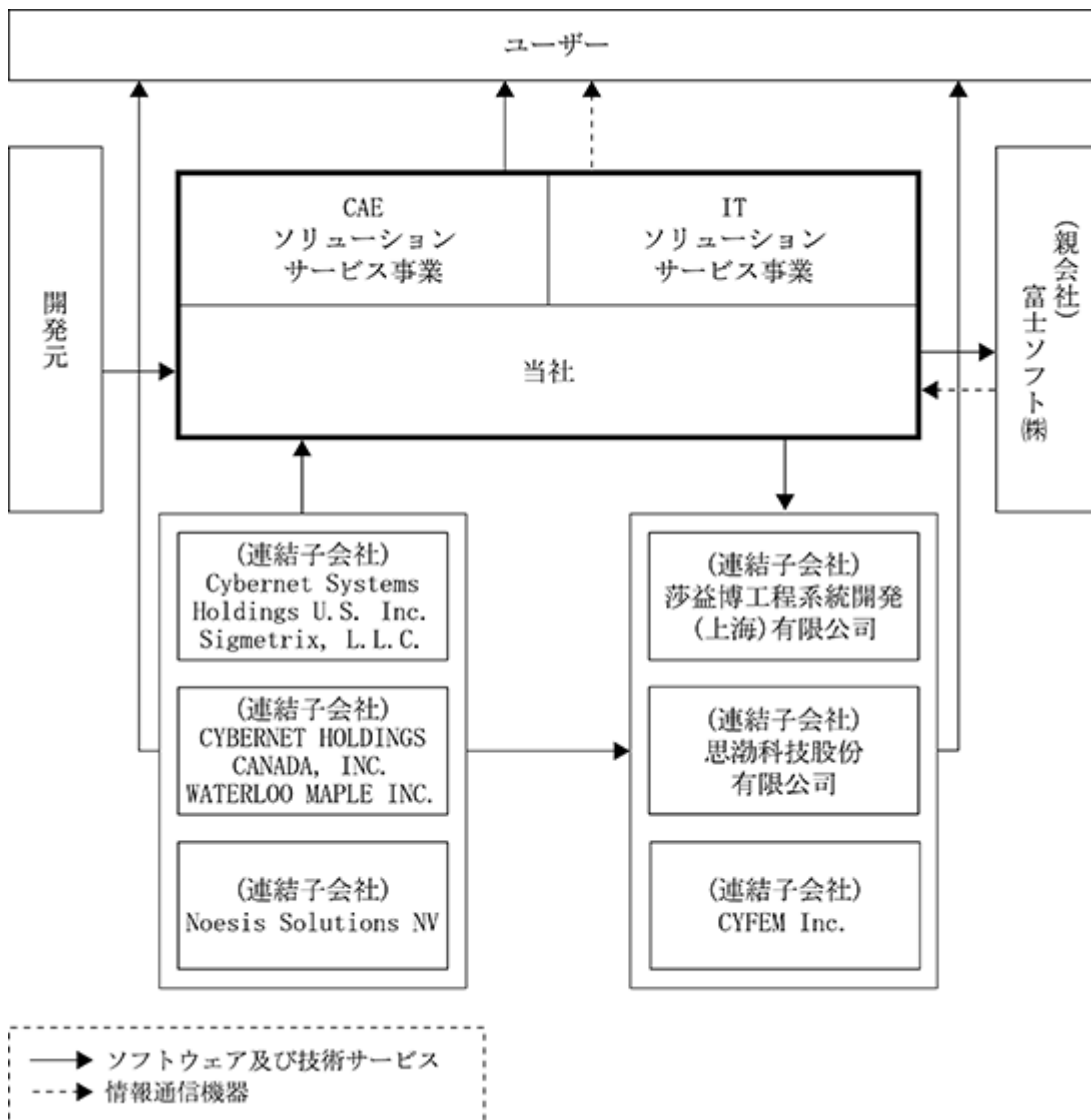 ユーザー
開発元
CAE
ソリューション
サービス事業
IT
ソリューション
サービス事業
当社
(親会社)
富士ソフト㈱
(連結子会社)
Cybernet Systems
Holdings U.S. Inc.
Sigmetrix, L.L.C.
(連結子会社)
CYBERNET HOLDINGS
CANADA, INC.
WATERLOO MAPLE INC.
(連結子会社)
Noesis Solutions NV
(連結子会社)
莎益博工程系統開発
(上海)有限公司
(連結子会社)
思渤科技股份
有限公司
(連結子会社)
CYFEM Inc.
ソフトウェア及び技術サービス
情報通信機器